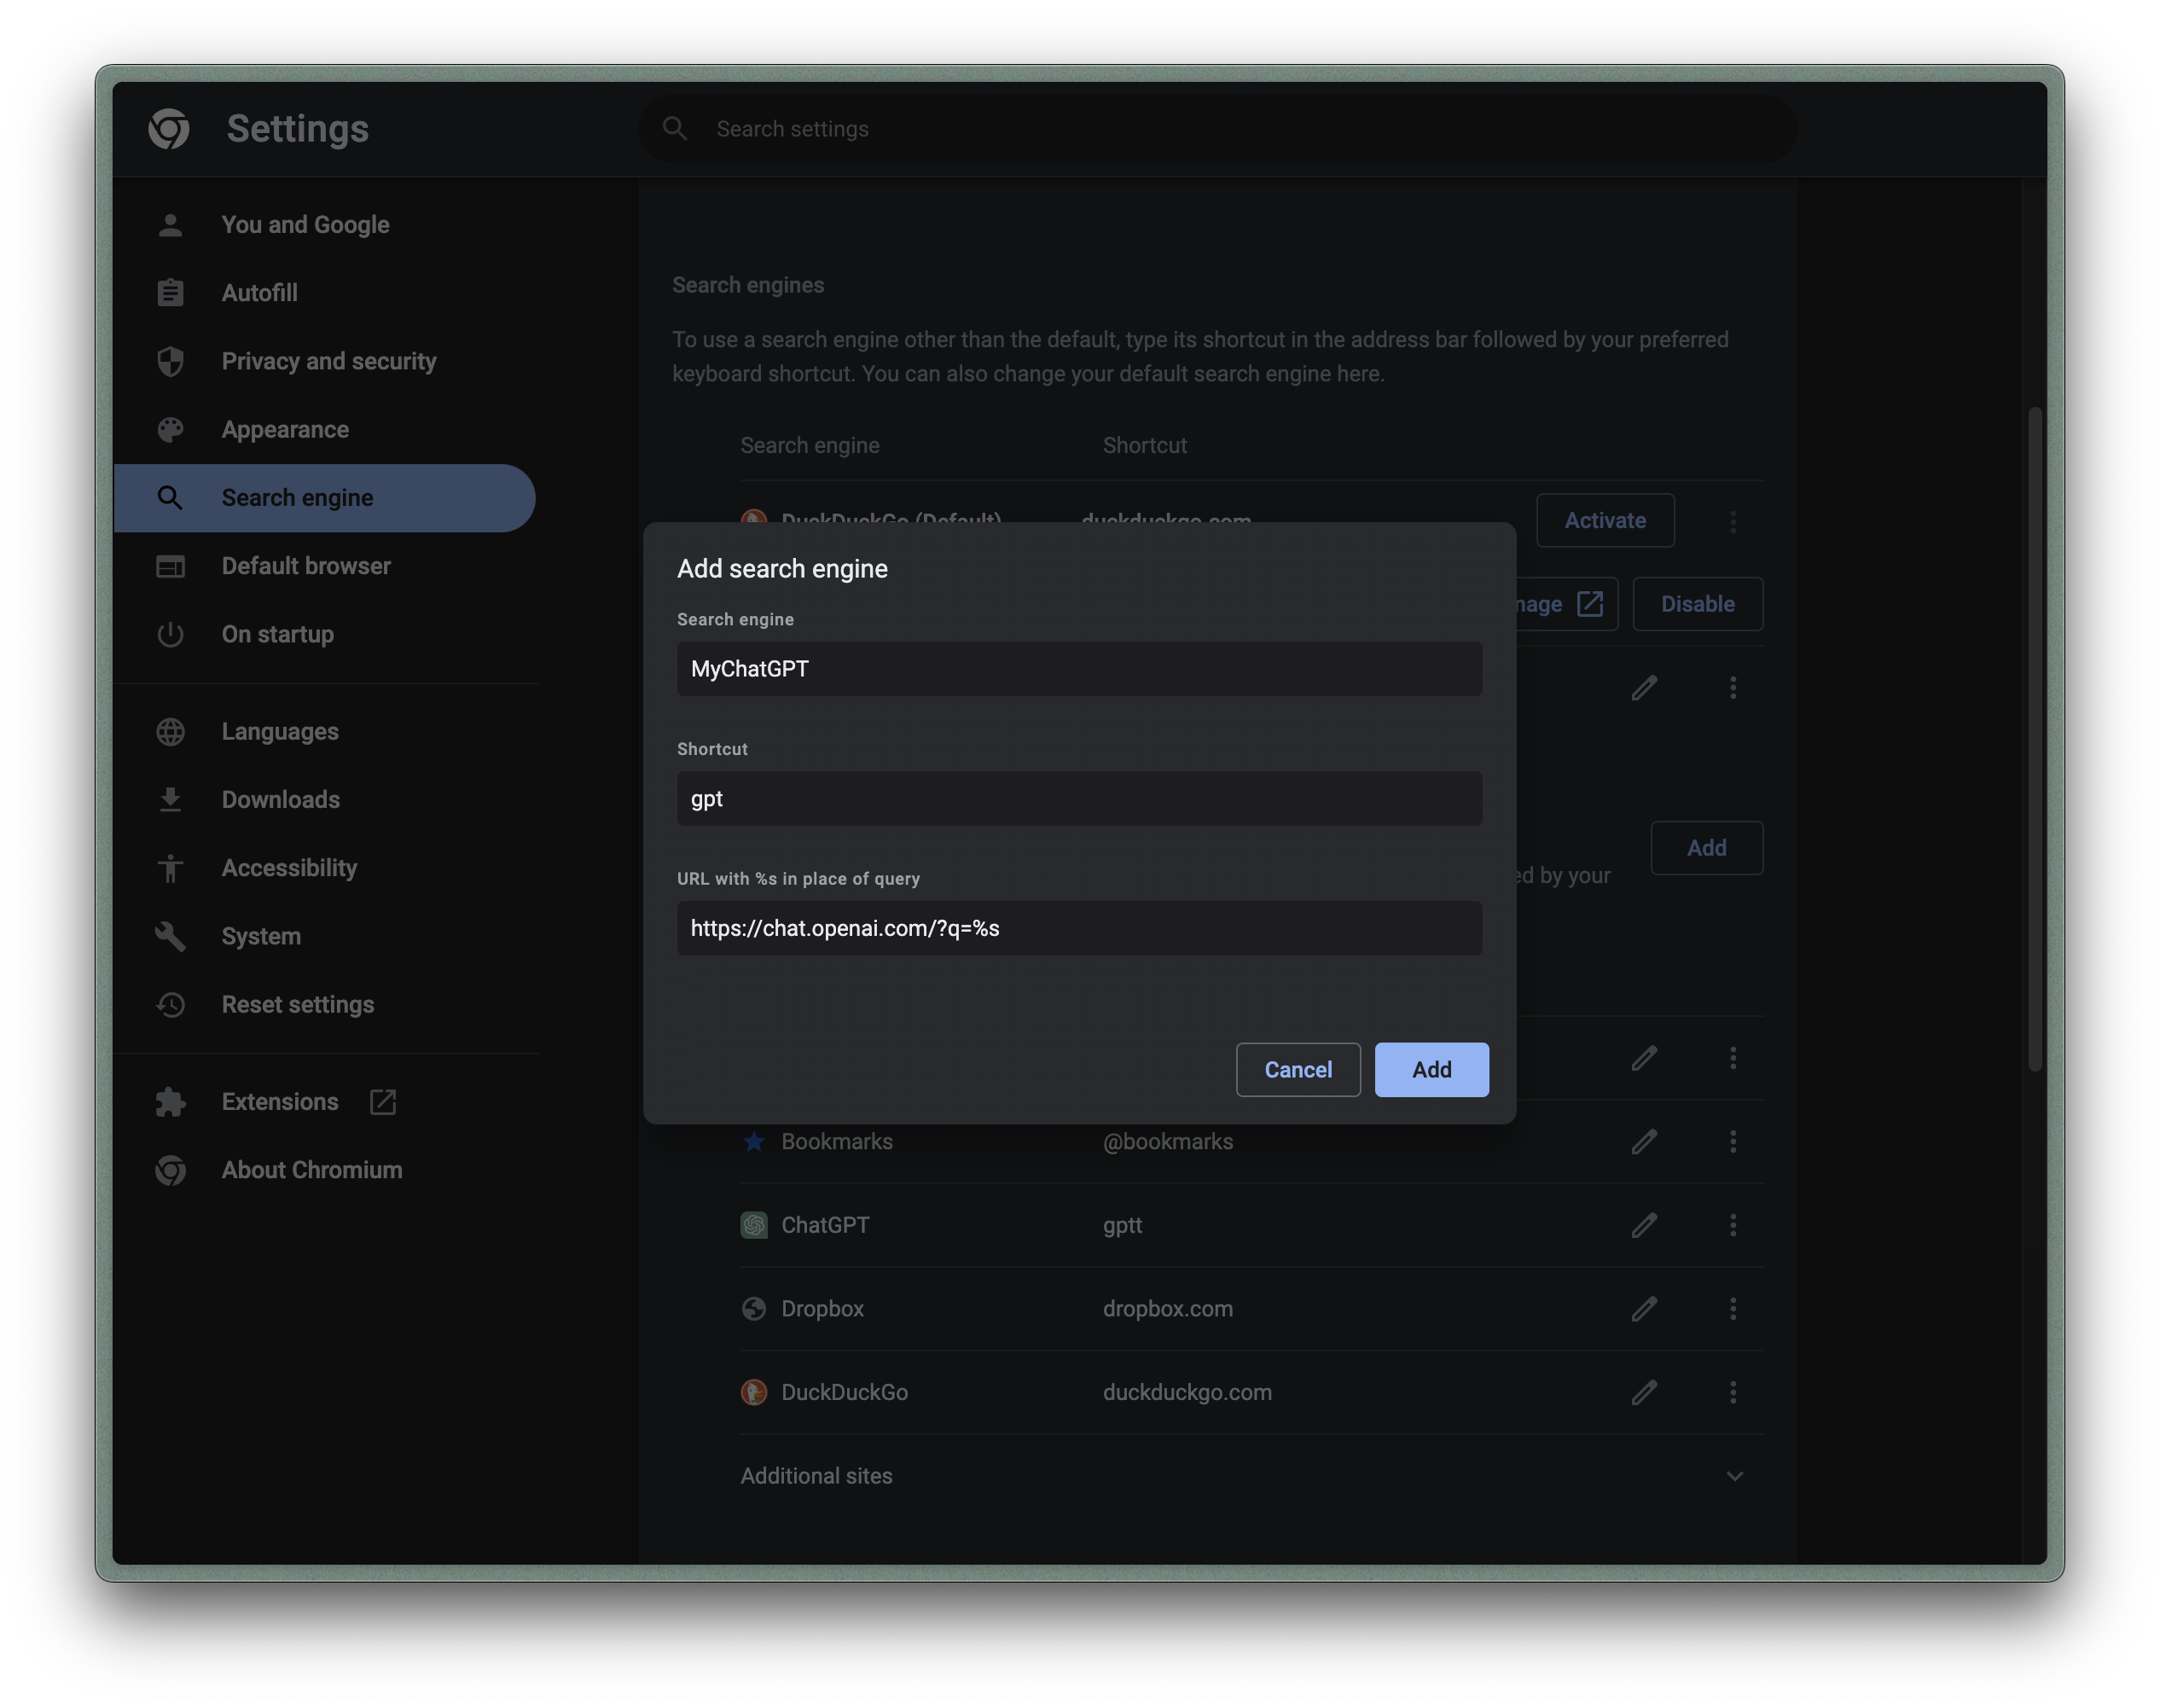 Settings
Search settings
You and Google
Autofill
Privacy and security
Appearance
Search engine
Default browser
On startup
Languages
Downloads
Accessibility
System
Reset settings
Extensions
About Chromium
Search engines
To use a search engine other than the default, type its shortcut in the address bar followed by your preferred
keyboard shortcut. You can also change your default search engine here.
Search engine Shortcut
DuckDuckGo (Default) duckduckgo.com Activate
nage Disable
Add
ed by your
Add search engine
Search engine
MyChatGPT
Shortcut
gpt
URL with %s in place of query
https://chat.openai.com/?q=%s
Cancel Add
Bookmarks @bookmarks
ChatGPT gptt
Dropbox dropbox.com
DuckDuckGo duckduckgo.com
Additional sites